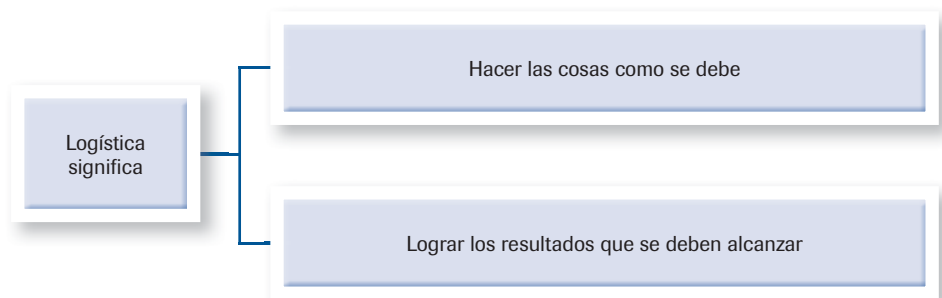 Hacer las cosas como se debe
Logística
significa
Lograr los resultados que se deben alcanzar